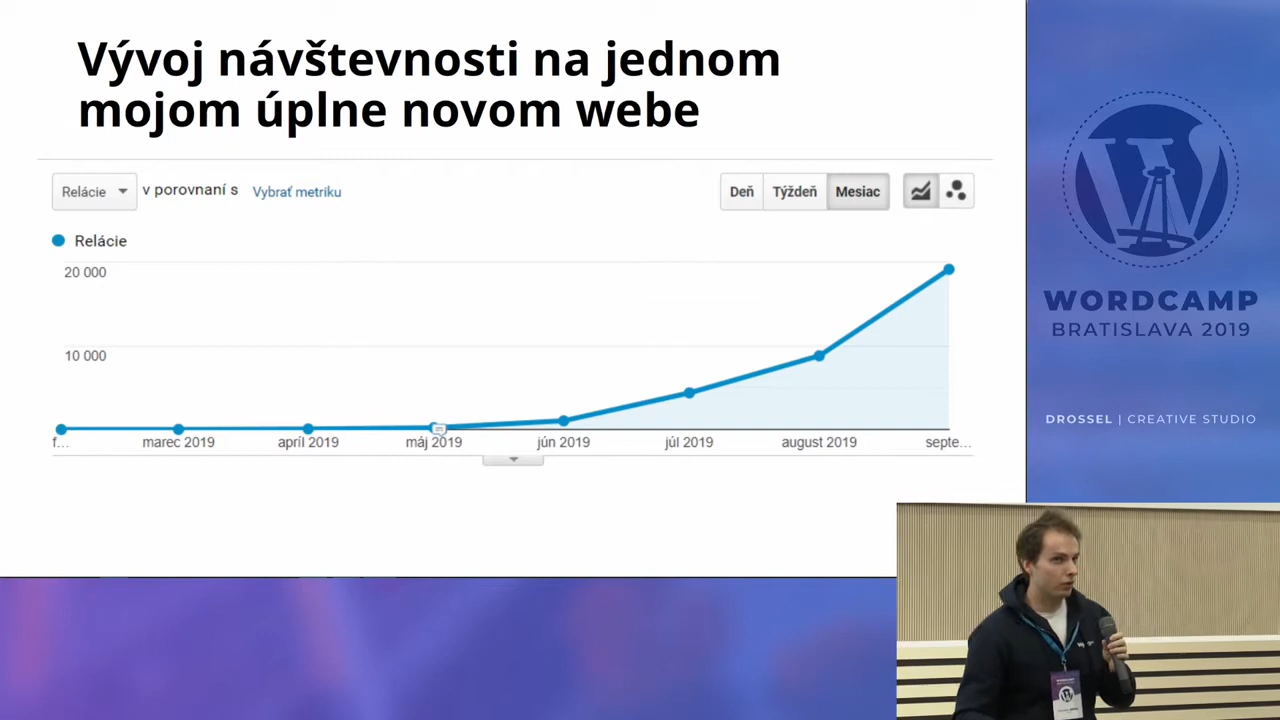 Vývoj návštevnosti na jednom
mojom úplne novom webe
Relácie
v porovnaní s
Vybrať metriku
Deň
Týždeň
Mesiac
Relácie
20 000
10 000
f…
marec 2019
apríl 2019
máj 2019
jún 2019
júl 2019
august 2019
septe…
WORDCAMP
BRATISLAVA 2019
DROSSEL | CREATIVE STUDIO
WORDCAMP